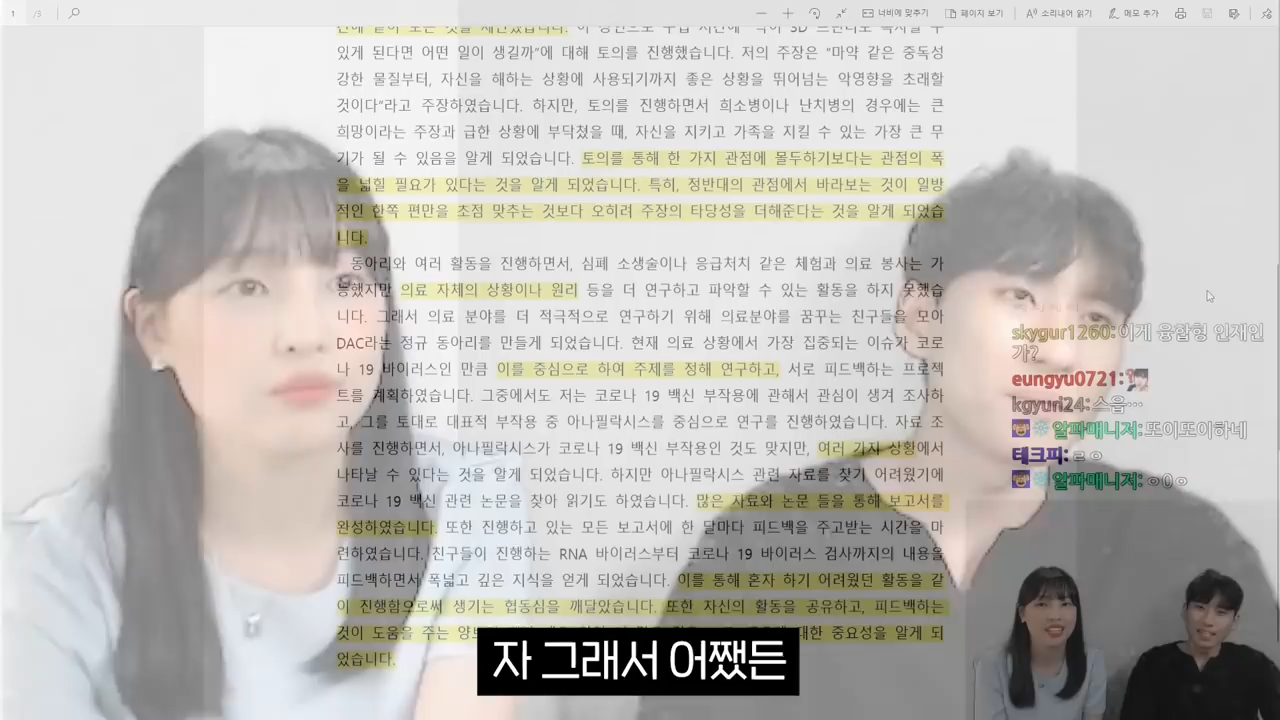 1 /3 너비에 맞추기 페이지 보기 소리내어 읽기 메모 추가
있게 된다면 어떤 일이 생길까"에 대해 토의를 진행했습니다. 저의 주장은 "마약 같은 중독성
강한 물질부터, 자신을 해하는 상황에 사용되기까지 좋은 상황을 뛰어넘는 악영향을 초래할
것이다"라고 주장하였습니다. 하지만, 토의를 진행하면서 희소병이나 난치병의 경우에는 큰
희망이라는 주장과 급한 상황에 부닥쳤을 때, 자신을 지키고 가족을 지킬 수 있는 가장 큰 무
기가 될 수 있음을 알게 되었습니다. 토의를 통해 한 가지 관점에 몰두하기보다는 관점의 폭
을 넓힐 필요가 있다는 것을 알게 되었습니다. 특히, 정반대의 관점에서 바라보는 것이 일방
적인 한쪽 편만을 초점 맞추는 것보다 오히려 주장의 타당성을 더해준다는 것을 알게 되었습
니다.
동아리와 여러 활동을 진행하면서, 심폐 소생술이나 응급처치 같은 체험과 의료 봉사는 가
능했지만 의료 자체의 상황이나 원리 등을 더 연구하고 파악할 수 있는 활동을 하지 못했습
니다. 그래서 의료 분야를 더 적극적으로 연구하기 위해 의료분야를 꿈꾸는 친구들을 모아
DAC라는 정규 동아리를 만들게 되었습니다. 현재 의료 상황에서 가장 집중되는 이슈가 코로
나 19 바이러스인 만큼 이를 중심으로 하여 주제를 정해 연구하고, 서로 피드백하는 프로젝
트를 계획하였습니다. 그중에서도 저는 코로나 19 백신 부작용에 관해서 관심이 생겨 조사하
고, 그를 토대로 대표적 부작용 중 아나필락시스를 중심으로 연구를 진행하였습니다. 자료 조
사를 진행하면서, 아나필락시스가 코로나 19 백신 부작용인 것도 맞지만, 여러 가지 상황에서
나타날 수 있다는 것을 알게 되었습니다. 하지만 아나필락시스 관련 자료를 찾기 어려웠기에
코로나 19 백신 관련 논문을 찾아 읽기도 하였습니다. 많은 자료와 논문 들을 통해 보고서를
완성하였습니다. 또한 진행하고 있는 모든 보고서에 한 달마다 피드백을 주고받는 시간을 마
련하였습니다. 친구들이 진행하는 RNA 바이러스부터 코로나 19 바이러스 검사까지의 내용을
피드백하면서 폭넓고 깊은 지식을 얻게 되었습니다. 이를 통해 혼자 하기 어려웠던 활동을 같
이 진행함으로써 생기는 협동심을 깨달았습니다. 또한 자신의 활동을 공유하고, 피드백하는
것이 도움을 주는 대한 중요성을 알게 되
었습니다.
skygur1260: 이게 융합형 인재인
가?
eungyu0721:
kgyuri24: 스읍…
알파매니저: 또이또이하네
테크피: ㄹㅇ
알파매니저: ㅇ0ㅇ
자 그래서 어쨌든